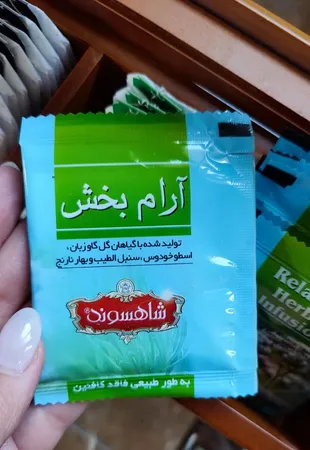 آرام بخش
تولید شده با گیاهان گل گاوزبان،
اسطوخودوس، سنبل الطیب و بهار نارنج
شاهسوند
به طور طبیعی فاقد کافئین
Rela
Her
Infusi